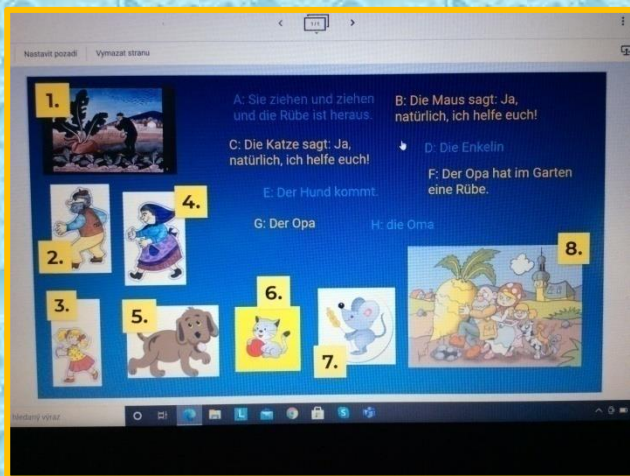 1/1
Nastavit pozadí Vymazat stranu
1.
A: Sie ziehen und ziehen
und die Rübe ist heraus.
B: Die Maus sagt: Ja,
natürlich, ich helfe euch!
C: Die Katze sagt: Ja,
natürlich, ich helfe euch!
D: Die Enkelin
E: Der Hund kommt.
F: Der Opa hat im Garten
eine Rübe.
G: Der Opa
H: die Oma
2.
4.
3.
5.
6.
7.
8.
hledaný výraz